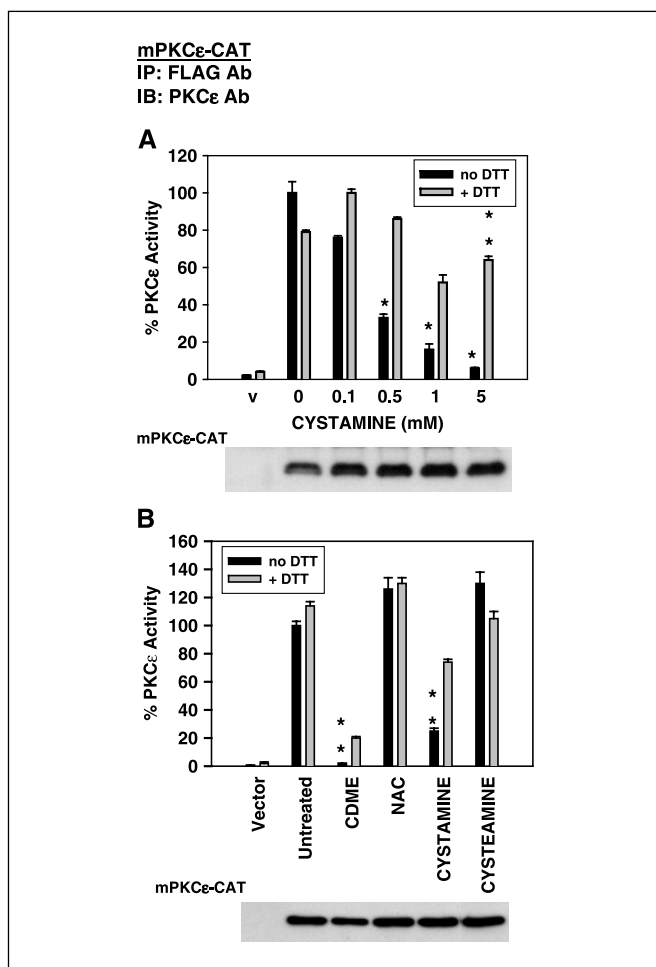 mPKCε-CAT
IP: FLAG Ab
IB: PKCε Ab
A
120
100
80
60
40
20
0
% PKCε Activity
no DTT
+ DTT
*
*
*
*
*
v 0 0.1 0.5 1 5
CYSTAMINE (mM)
mPKCε-CAT
B
160
140
120
100
80
60
40
20
0
% PKCε Activity
no DTT
+ DTT
*
*
*
*
Vector
Untreated
CDME
NAC
CYSTAMINE
CYSTEAMINE
mPKCε-CAT